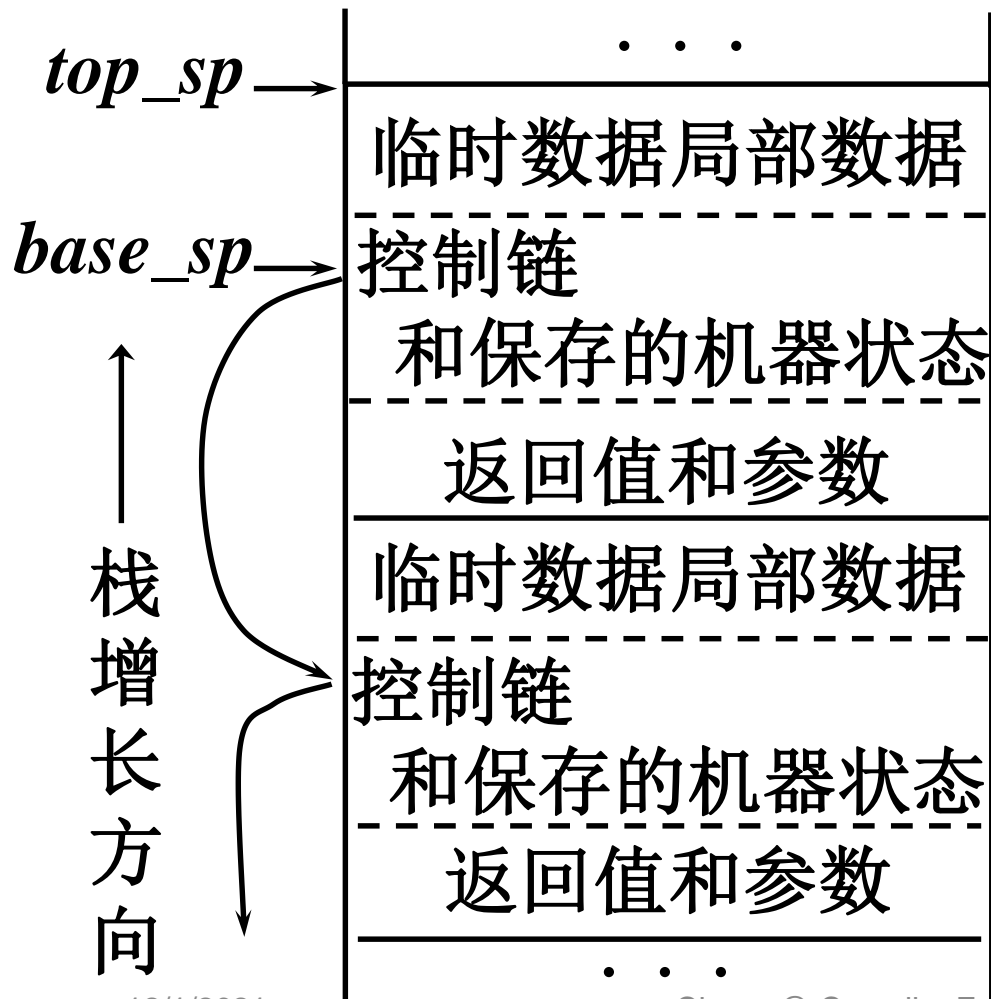 . . .
top_sp
临时数据局部数据
base_sp
控制链
和保存的机器状态
返回值和参数
栈增长方向
临时数据局部数据
控制链
和保存的机器状态
返回值和参数
. . .